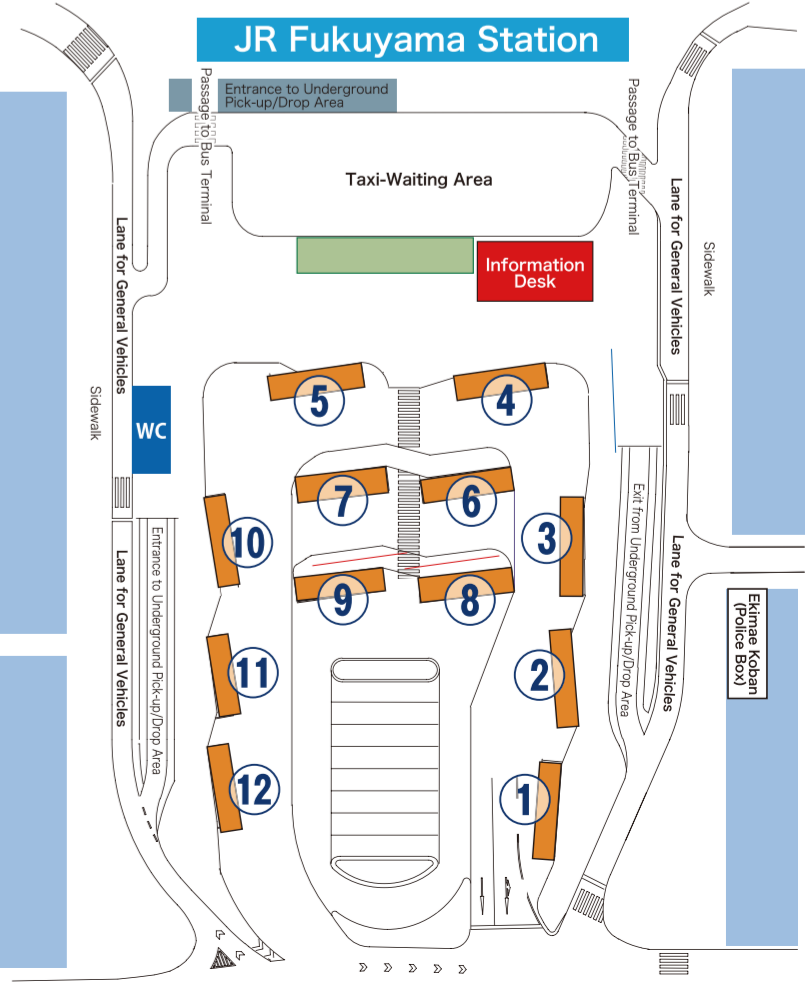 JR Fukuyama Station
Entrance to Underground
Pick-up/Drop Area
Passage to Bus Terminal
Passage to Bus Terminal
Taxi-Waiting Area
Lane for General Vehicles
Lane for General Vehicles
Sidewalk
Information
Desk
5
4
Sidewalk
WC
7
6
10
3
Exit from Underground Pick-up/Drop Area
Entrance to Underground Pick-up/Drop Area
Lane for General Vehicles
Lane for General Vehicles
9
8
Ekimae Koban
(Police Box)
11
2
12
1